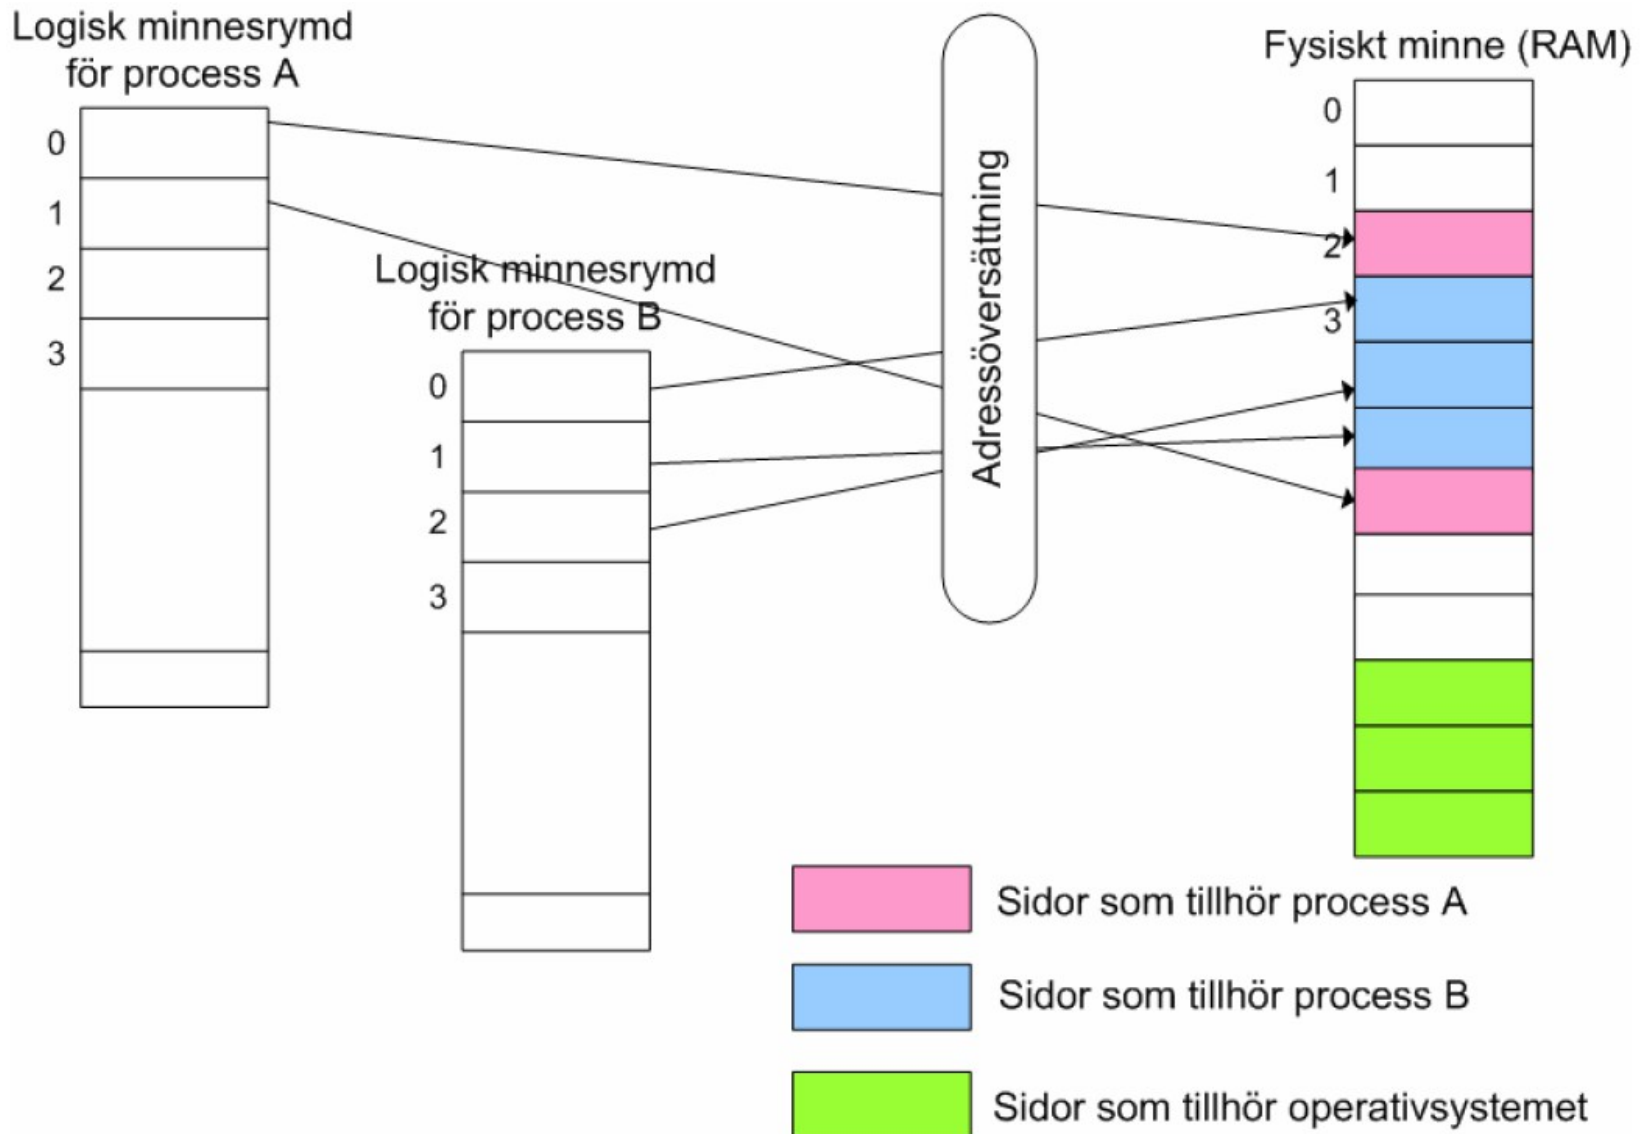 Logisk minnesrymd
för process A
0
1
2
3
Logisk minnesrymd
för process B
0
1
2
3
Adressöversättning
Fysiskt minne (RAM)
0
1
2
3
Sidor som tillhör process A
Sidor som tillhör process B
Sidor som tillhör operativsystemet